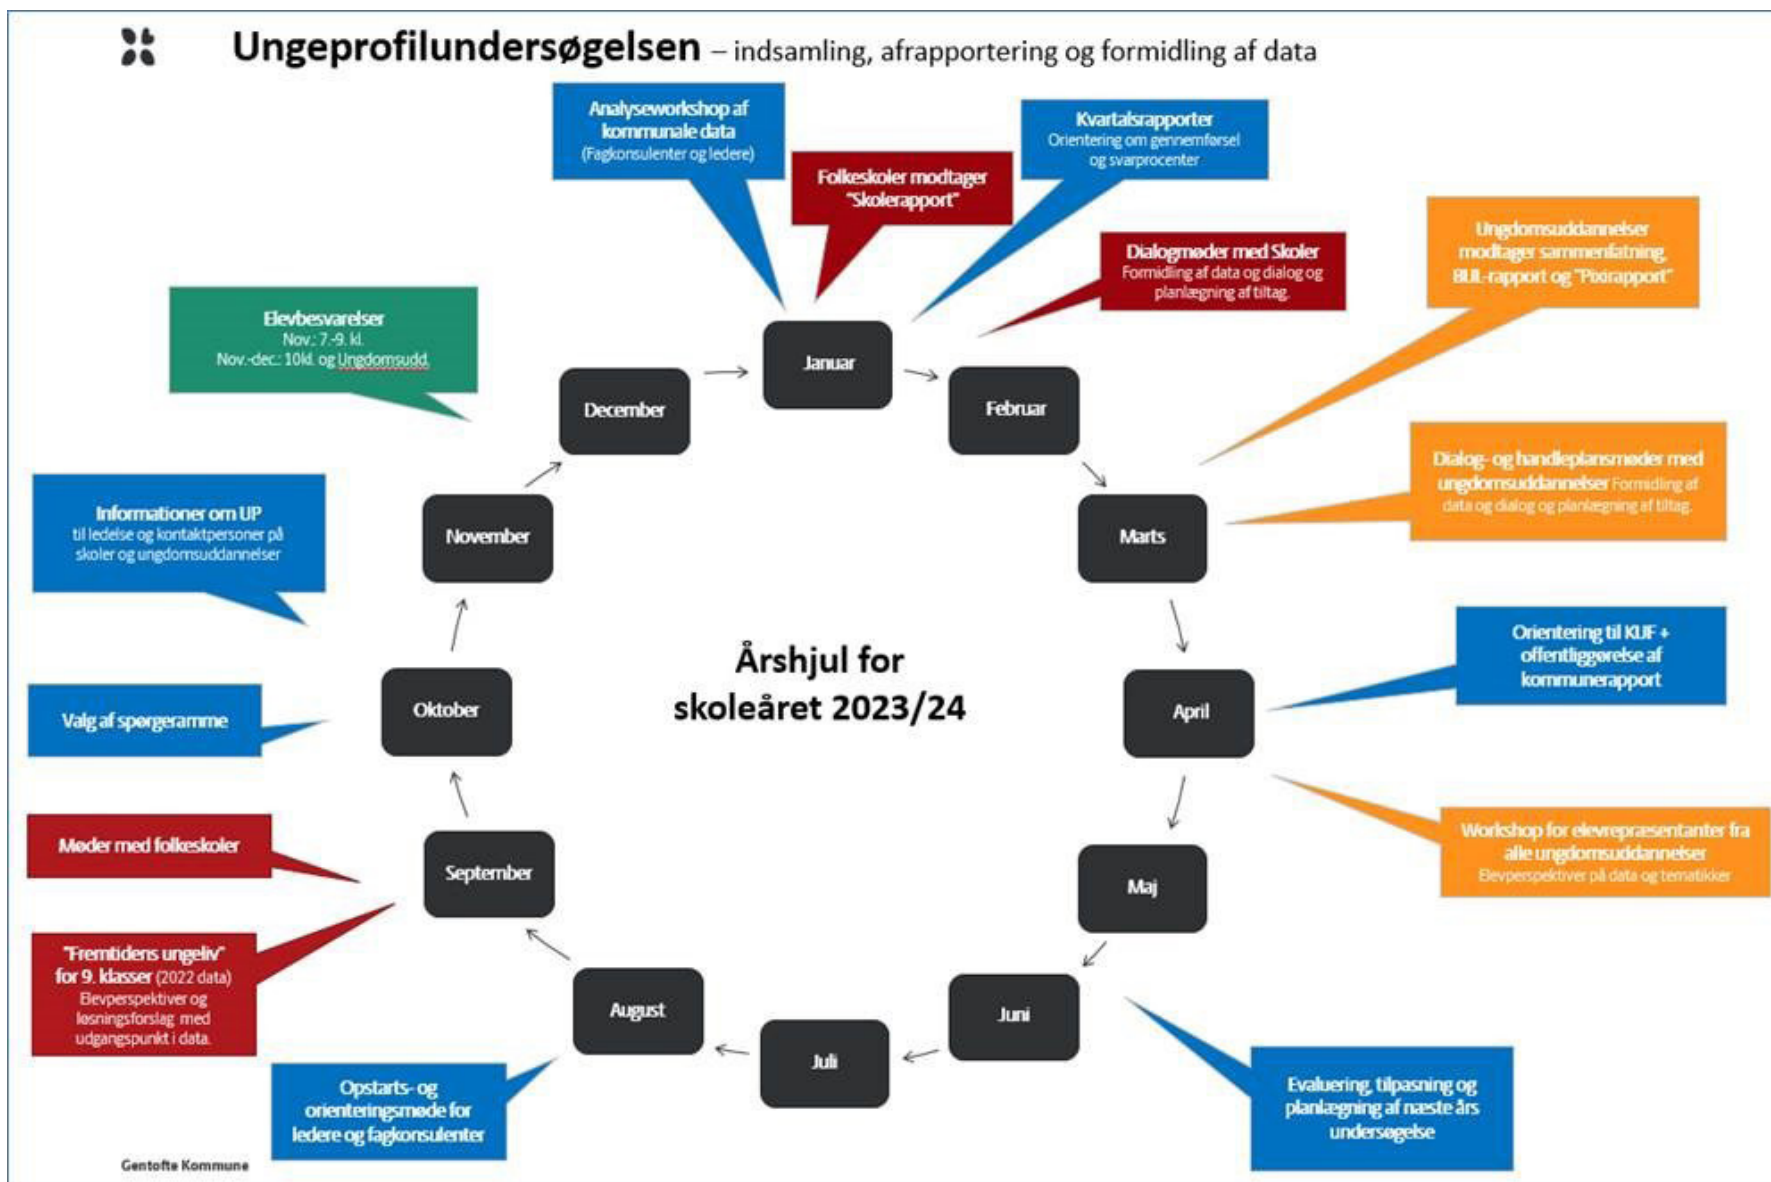 Ungeprofilundersøgelsen – indsamling, afrapportering og formidling af data
Analyseworkshop af
kommunale data
(Fagkonsulenter og ledere)
Folkeskoler modtager
"Skolerapport"
Kvartalsrapporter
Orientering om gennemførsel
og svarprocenter
Dialogmøder med Skoler
Formidling af data og dialog og
planlægning af tiltag.
Ungdomsuddannelser
modtager sammenfatning,
BUL-rapport og "Pixirapport"
Elevbesvarelser
Nov.: 7.-9. kl.
Nov.-dec.: 10kl. og Ungdomsudd.
Januar
Februar
December
Dialog- og handleplansmøder med
ungdomsuddannelser Formidling af
data og dialog og planlægning af tiltag.
Informationer om UP
til ledelse og kontaktpersoner på
skoler og ungdomsuddannelser
November
Marts
Orientering til KUF +
offentliggørelse af
kommunerapport
Årshjul for
skoleåret 2023/24
Valg af spørgeramme
Oktober
April
Møder med folkeskoler
September
Maj
Workshop for elevrepræsentanter fra
alle ungdomsuddannelser
Elevperspektiver på data og tematikker
"Fremtidens ungeliv"
for 9. klasser (2022 data)
Elevperspektiver og
løsningforslag med
udgangspunkt i data.
August
Juli
Juni
Opstarts- og
orienteringsmøde for
ledere og fagkonsulenter
Evaluering, tilpasning og
planlægning af næste års
undersøgelse
Gentofte Kommune